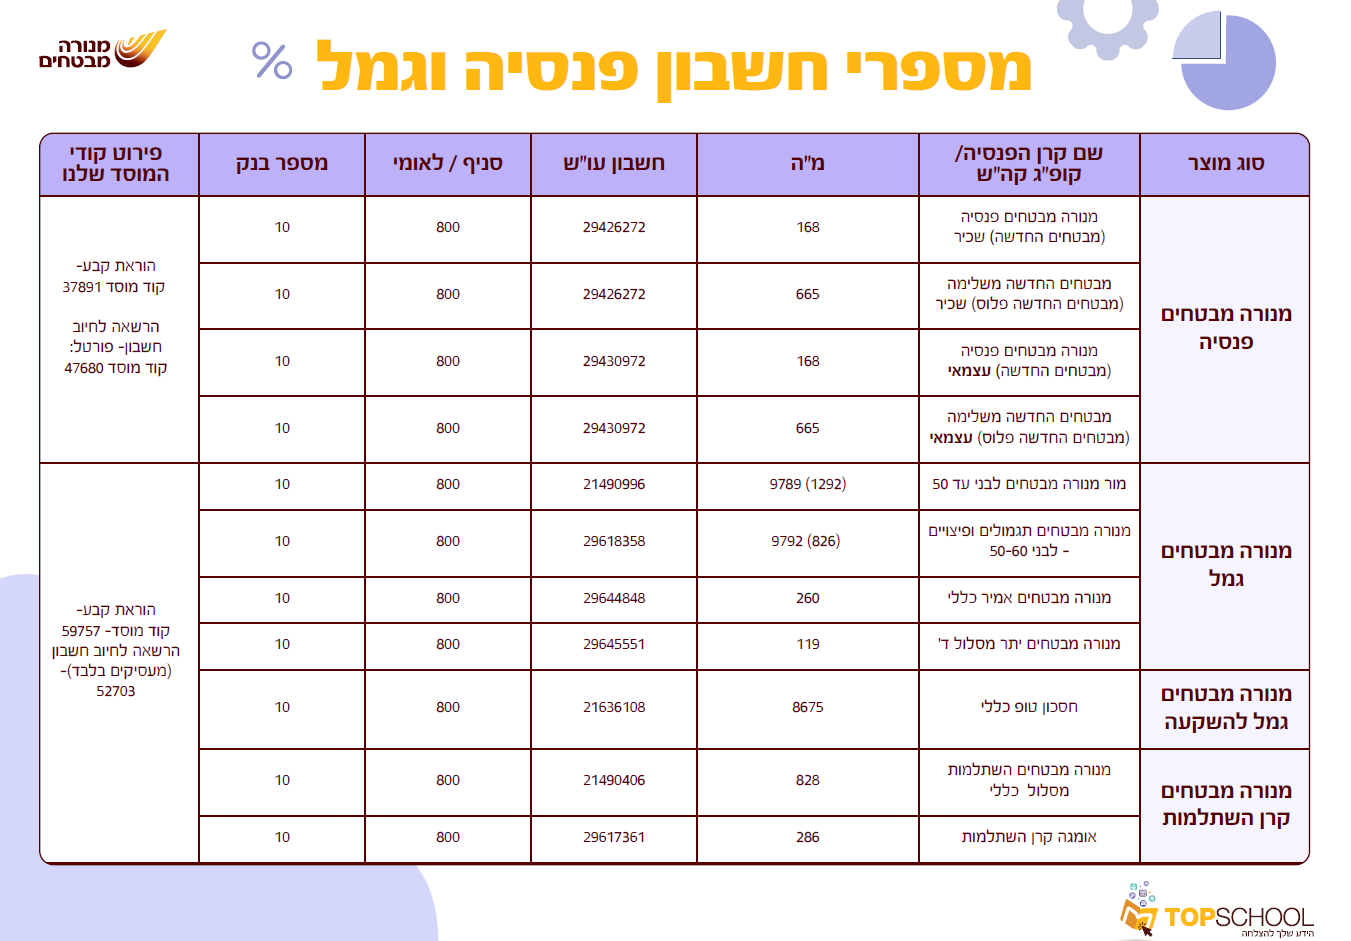 מנורה
מבטחים
מספרי חשבון פנסיה וגמל %
סוג מוצר
שם קרן הפנסיה/
קופ"ג קה"ש
מ"ה
חשבון עו"ש
סניף / לאומי
מספר בנק
פירוט קודי
המוסד שלנו
מנורה מבטחים
פנסיה
מנורה מבטחים פנסיה
(מבטחים החדשה) שכיר
168
29426272
800
10
מבטחים החדשה משלימה
(מבטחים החדשה פלוס) שכיר
665
29426272
800
10
מנורה מבטחים פנסיה
(מבטחים החדשה) עצמאי
168
29430972
800
10
מבטחים החדשה משלימה
(מבטחים החדשה פלוס) עצמאי
665
29430972
800
10
הוראת קבע-
קוד מוסד 37891
הרשאה לחיוב
חשבון- פורטל:
קוד מוסד 47680
מנורה מבטחים
גמל
מור מנורה מבטחים לבני עד 50
9789 (1292)
21490996
800
10
מנורה מבטחים תגמולים ופיצויים
- לבני 50-60
9792 (826)
29618358
800
10
מנורה מבטחים אמיר כללי
260
29644848
800
10
מנורה מבטחים יתר מסלול ד'
119
29645551
800
10
מנורה מבטחים
גמל להשקעה
חסכון טופ כללי
8675
21636108
800
10
מנורה מבטחים
קרן השתלמות
מנורה מבטחים השתלמות
מסלול כללי
828
21490406
800
10
אומגה קרן השתלמות
286
29617361
800
10
הוראת קבע-
קוד מוסד- 59757
הרשאה לחיוב חשבון
(מעסיקים בלבד)-
52703
TOPSCHOOL
הידע שלך להצלחה